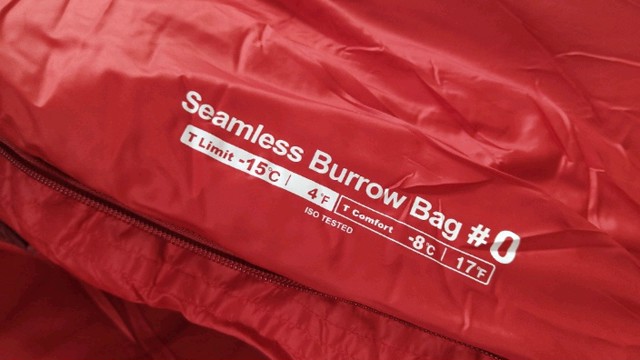 Seamless Burrow Bag #0
T Limit -15℃ | 4℉ T Comfort -8℃ | 17℉
ISO TESTED